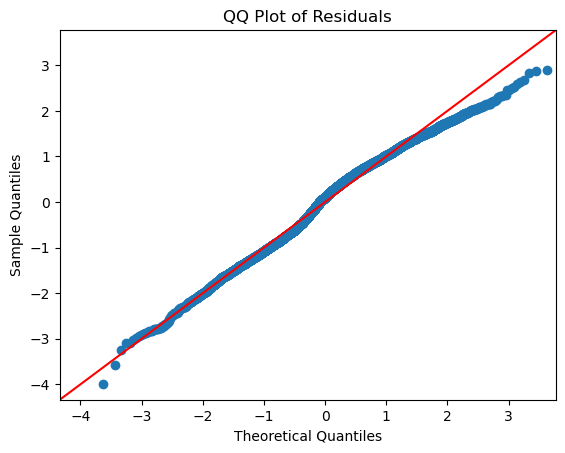 QQ Plot of Residuals
3
2
1
0
−1
−2
−3
−4
Sample Quantiles
−4 −3 −2 −1 0 1 2 3
Theoretical Quantiles